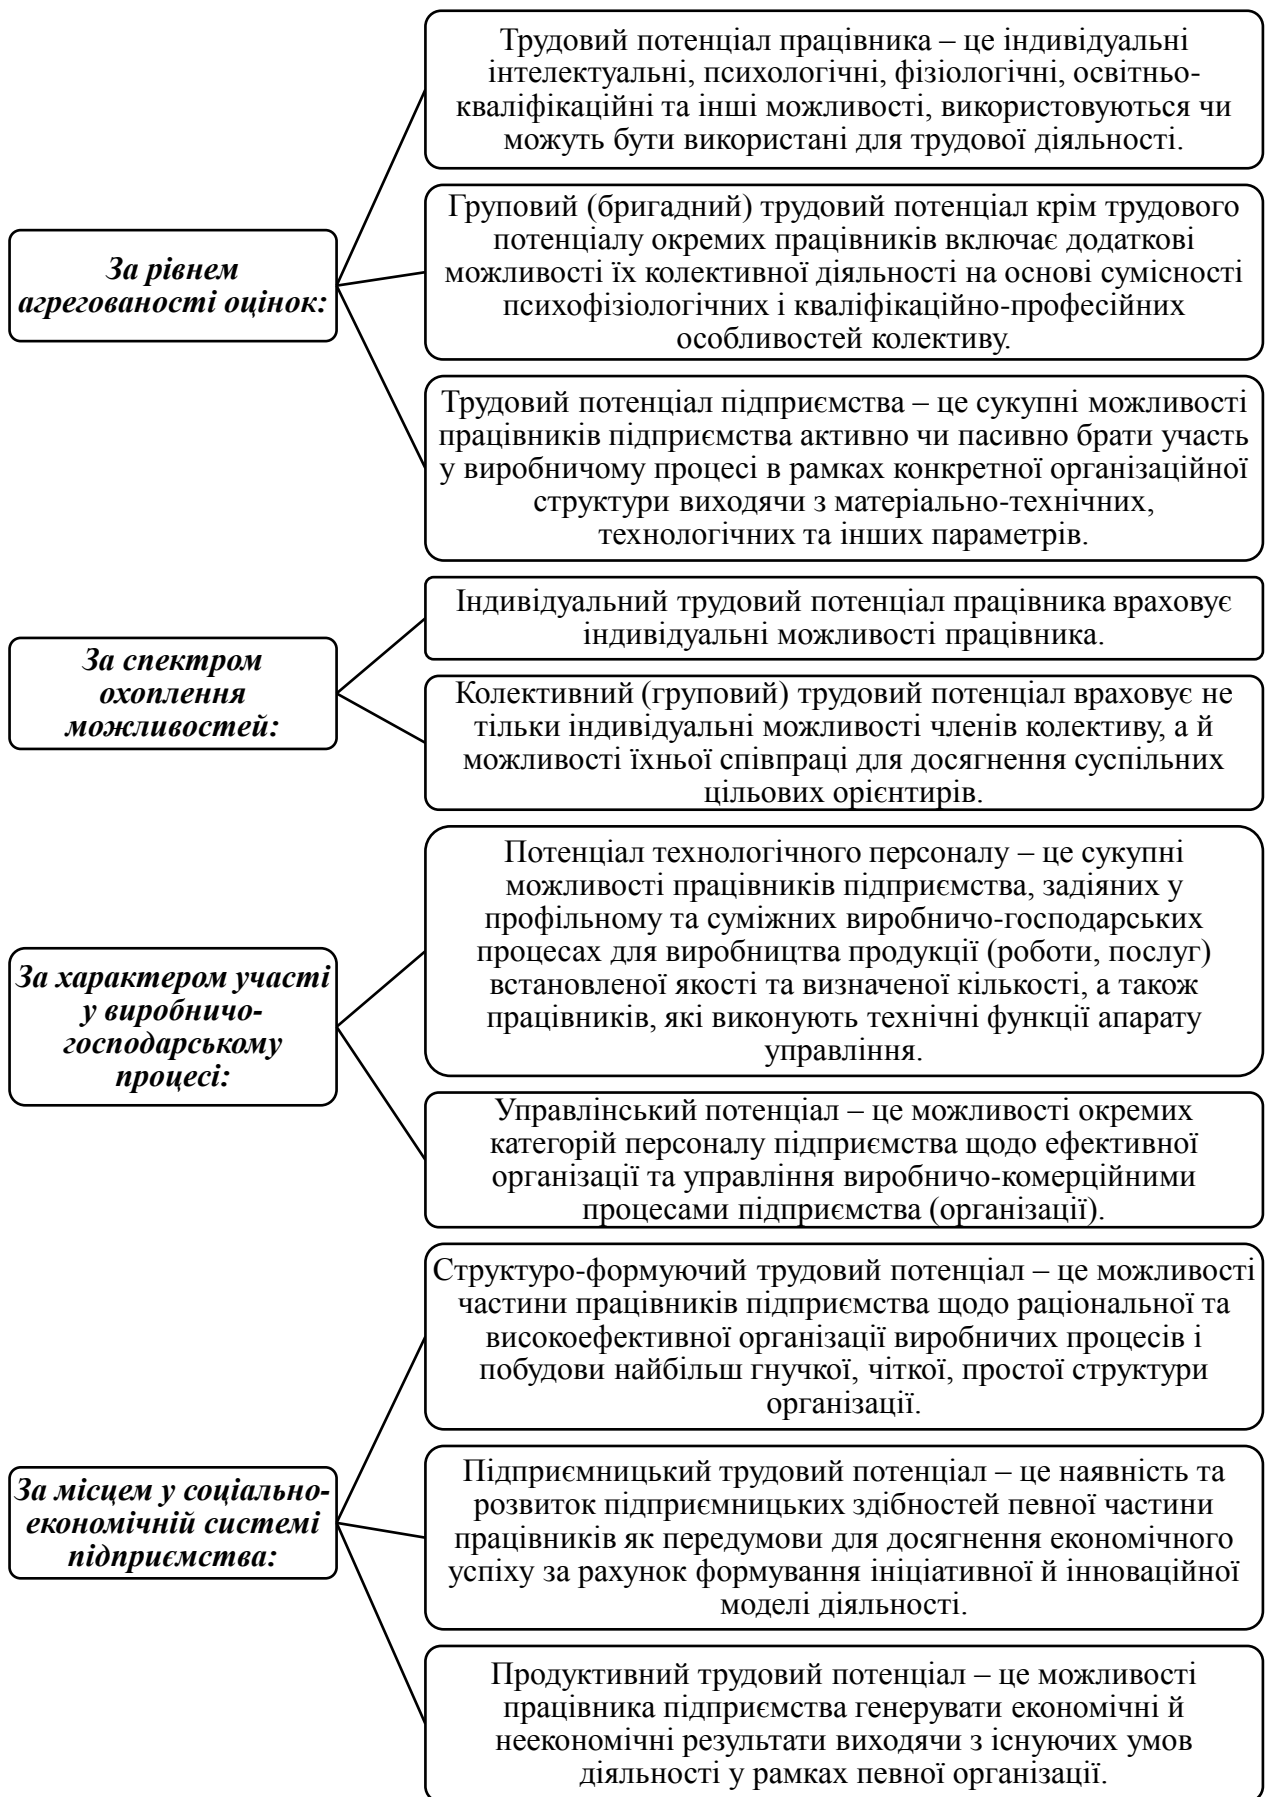 За рівнем
агрегованості оцінок:
Трудовий потенціал працівника – це індивідуальні
інтелектуальні, психологічні, фізіологічні, освітньо-
кваліфікаційні та інші можливості, використовуються чи
можуть бути використані для трудової діяльності.
Груповий (бригадний) трудовий потенціал крім трудового
потенціалу окремих працівників включає додаткові
можливості їх колективної діяльності на основі сумісності
психофізіологічних і кваліфікаційно-професійних
особливостей колективу.
Трудовий потенціал підприємства – це сукупні можливості
працівників підприємства активно чи пасивно брати участь
у виробничому процесі в рамках конкретної організаційної
структури виходячи з матеріально-технічних,
технологічних та інших параметрів.
За спектром
охоплення
можливостей:
Індивідуальний трудовий потенціал працівника враховує
індивідуальні можливості працівника.
Колективний (груповий) трудовий потенціал враховує не
тільки індивідуальні можливості членів колективу, а й
можливості їхньої співпраці для досягнення суспільних
цільових орієнтирів.
За характером участі
у виробничо-
господарському
процесі:
Потенціал технологічного персоналу – це сукупні
можливості працівників підприємства, задіяних у
профільному та суміжних виробничо-господарських
процесах для виробництва продукції (роботи, послуг)
встановленої якості та визначеної кількості, а також
працівників, які виконують технічні функції апарату
управління.
Управлінський потенціал – це можливості окремих
категорій персоналу підприємства щодо ефективної
організації та управління виробничо-комерційними
процесами підприємства (організації).
За місцем у соціально-
економічній системі
підприємства:
Структуро-формуючий трудовий потенціал – це можливості
частини працівників підприємства щодо раціональної та
високоефективної організації виробничих процесів і
побудови найбільш гнучкої, чіткої, простої структури
організації.
Підприємницький трудовий потенціал – це наявність та
розвиток підприємницьких здібностей певної частини
працівників як передумови для досягнення економічного
успіху за рахунок формування ініціативної й інноваційної
моделі діяльності.
Продуктивний трудовий потенціал – це можливості
працівника підприємства генерувати економічні й
неекономічні результати виходячи з існуючих умов
діяльності у рамках певної організації.